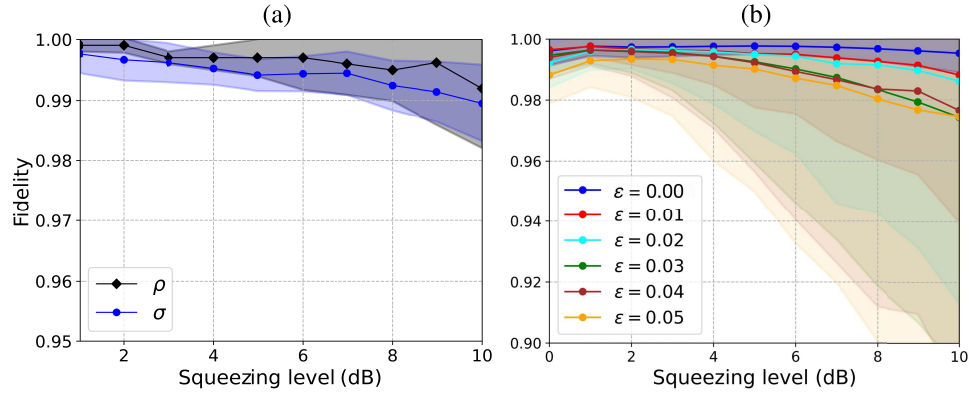 (a)
1.00
0.99
0.98
0.97
0.96
0.95
Fidelity
ρ
σ
2
4
6
8
10
Squeezing level (dB)
(b)
1.00
0.98
0.96
0.94
0.92
0.90
ε = 0.00
ε = 0.01
ε = 0.02
ε = 0.03
ε = 0.04
ε = 0.05
0
2
4
6
8
10
Squeezing level (dB)